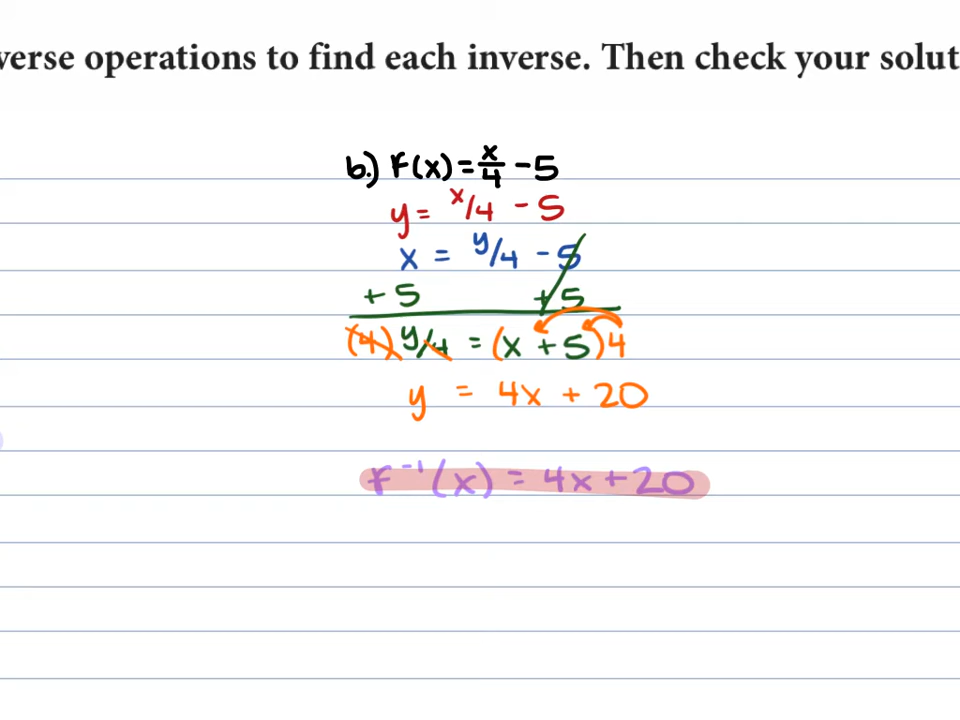 verse operations to find each inverse. Then check your solut
b.) F(x) = x/4 - 5
y = x/4 - 5
x = y/4 - 5
+ 5 + 5
(4) y/4 = (x + 5)4
y = 4x + 20
F⁻¹(x) = 4x + 20